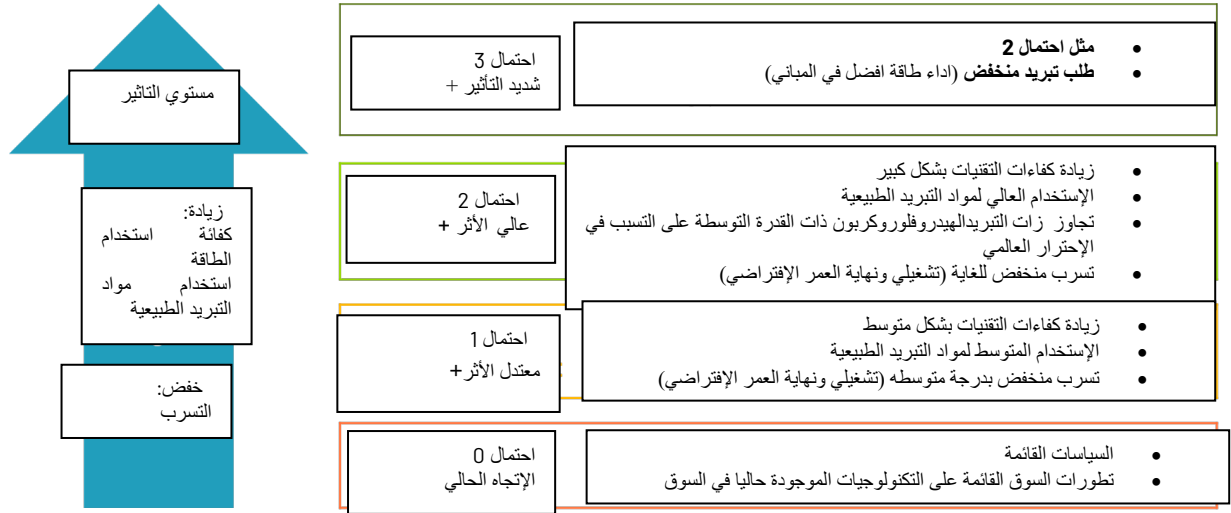 مستوي التاثير
زيادة:
كفائة استخدام
الطاقة
استخدام مواد
التبريد الطبيعية
خفض:
التسرب
احتمال 3
شديد التأثير +
• مثل احتمال 2
• طلب تبريد منخفض (اداء طاقة افضل في المباني)
احتمال 2
عالي الأثر +
• زيادة كفاءات التقنيات بشكل كبير
• الإستخدام العالي لمواد التبريد الطبيعية
• تجاوز زات التبريدالهيدروفلوروكربون ذات القدرة التوسطة على التسبب في
الإحترار العالمي
• تسرب منخفض للغاية (تشغيلي ونهاية العمر الإفتراضي)
احتمال 1
معتدل الأثر+
• زيادة كفاءات التقنيات بشكل متوسط
• الإستخدام المتوسط لمواد التبريد الطبيعية
• تسرب منخفض بدرجة متوسطه (تشغيلي ونهاية العمر الإفتراضي)
احتمال 0
الإتجاه الحالي
• السياسات القائمة
• تطورات السوق القائمة على التكنولوجيات الموجودة حاليا في السوق